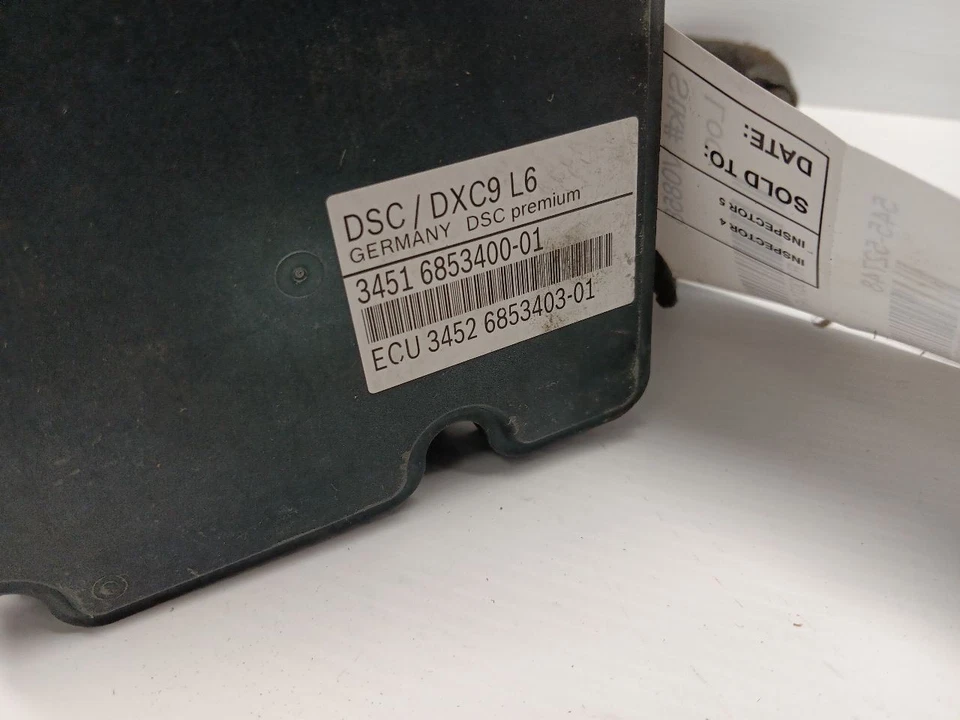 DSC / DXC9 L6
GERMANY DSC premium
3451 6853400-01
ECU 3452 6853403-01
DATE:
SOLD TO:
INSPECTOR 5
INSPECTOR 4